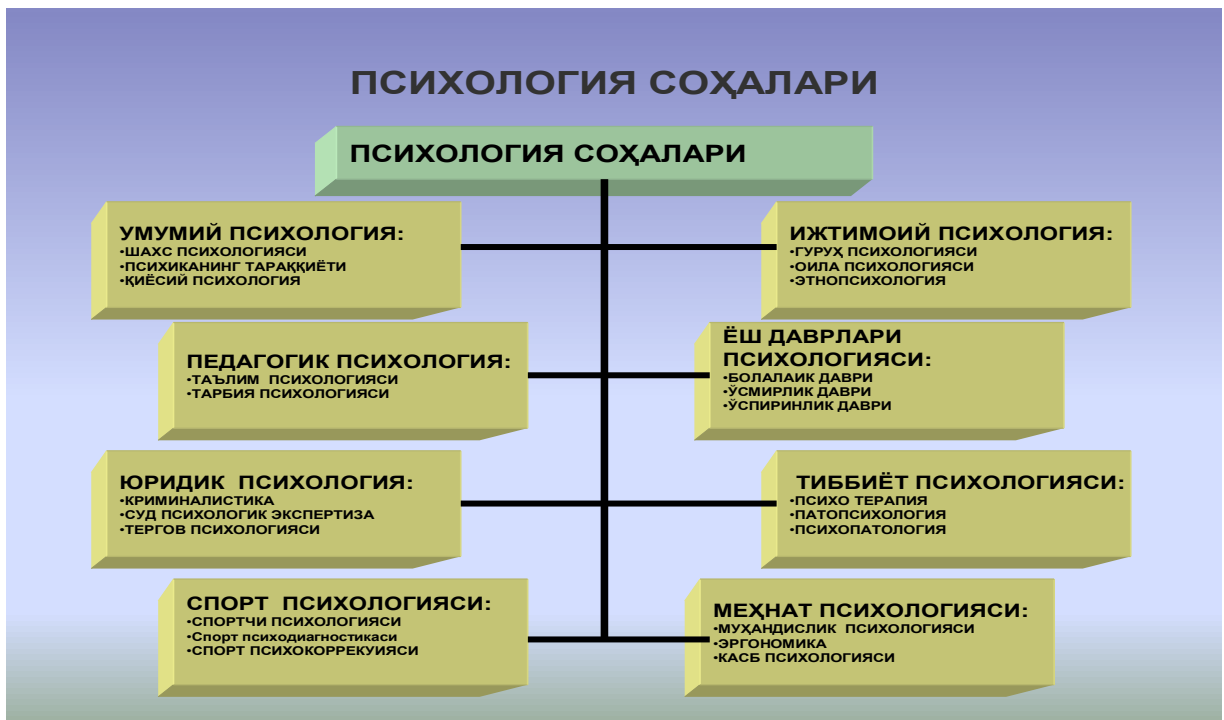 ПСИХОЛОГИЯ СОҲАЛАРИ
ПСИХОЛОГИЯ СОҲАЛАРИ
УМУМИЙ ПСИХОЛОГИЯ:
•ШАХС ПСИХОЛОГИЯСИ
•ПСИХИКАНИНГ ТАРАҚҚИЁТИ
•ҚИЁСИЙ ПСИХОЛОГИЯ
ИЖТИМОИЙ ПСИХОЛОГИЯ:
•ГУРУҲ ПСИХОЛОГИЯСИ
•ОИЛА ПСИХОЛОГИЯСИ
•ЭТНОПСИХОЛОГИЯ
ПЕДАГОГИК ПСИХОЛОГИЯ:
•ТАЪЛИМ ПСИХОЛОГИЯСИ
•ТАРБИЯ ПСИХОЛОГИЯСИ
ЁШ ДАВРЛАРИ
ПСИХОЛОГИЯСИ:
•БОЛАЛАИК ДАВРИ
•ЎСМИРЛИК ДАВРИ
•ЎСПИРИНЛИК ДАВРИ
ЮРИДИК ПСИХОЛОГИЯ:
•КРИМИНАЛИСТИКА
•СУД ПСИХОЛОГИК ЭКСПЕРТИЗА
•ТЕРГОВ ПСИХОЛОГИЯСИ
ТИББИЁТ ПСИХОЛОГИЯСИ:
•ПСИХО ТЕРАПИЯ
•ПАТОПСИХОЛОГИЯ
•ПСИХОПАТОЛОГИЯ
СПОРТ ПСИХОЛОГИЯСИ:
•СПОРТЧИ ПСИХОЛОГИЯСИ
•Спорт психодиагностикаси
•СПОРТ ПСИХОКОРРЕКУИЯСИ
МЕҲНАТ ПСИХОЛОГИЯСИ:
•МУҲАНДИСЛИК ПСИХОЛОГИЯСИ
•ЭРГОНОМИКА
•КАСБ ПСИХОЛОГИЯСИ